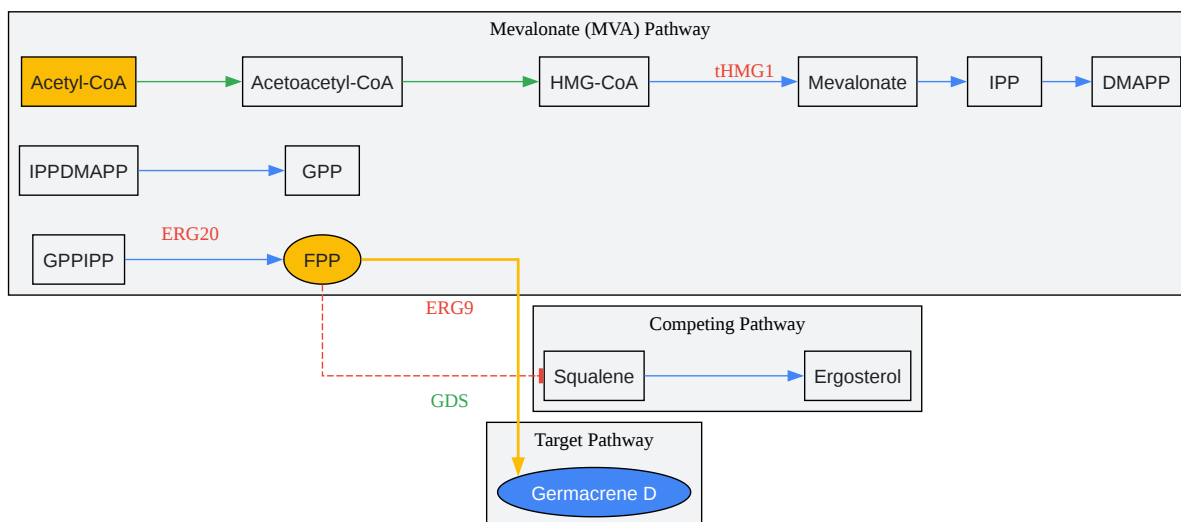 Mevalonate (MVA) Pathway
Acetyl-CoA
Acetoacetyl-CoA
HMG-CoA
tHMG1
Mevalonate
IPP
DMAPP
IPPDMAPP
GPP
GPPIPP
ERG20
FPP
ERG9
Competing Pathway
Squalene
Ergosterol
GDS
Target Pathway
Germacrene D